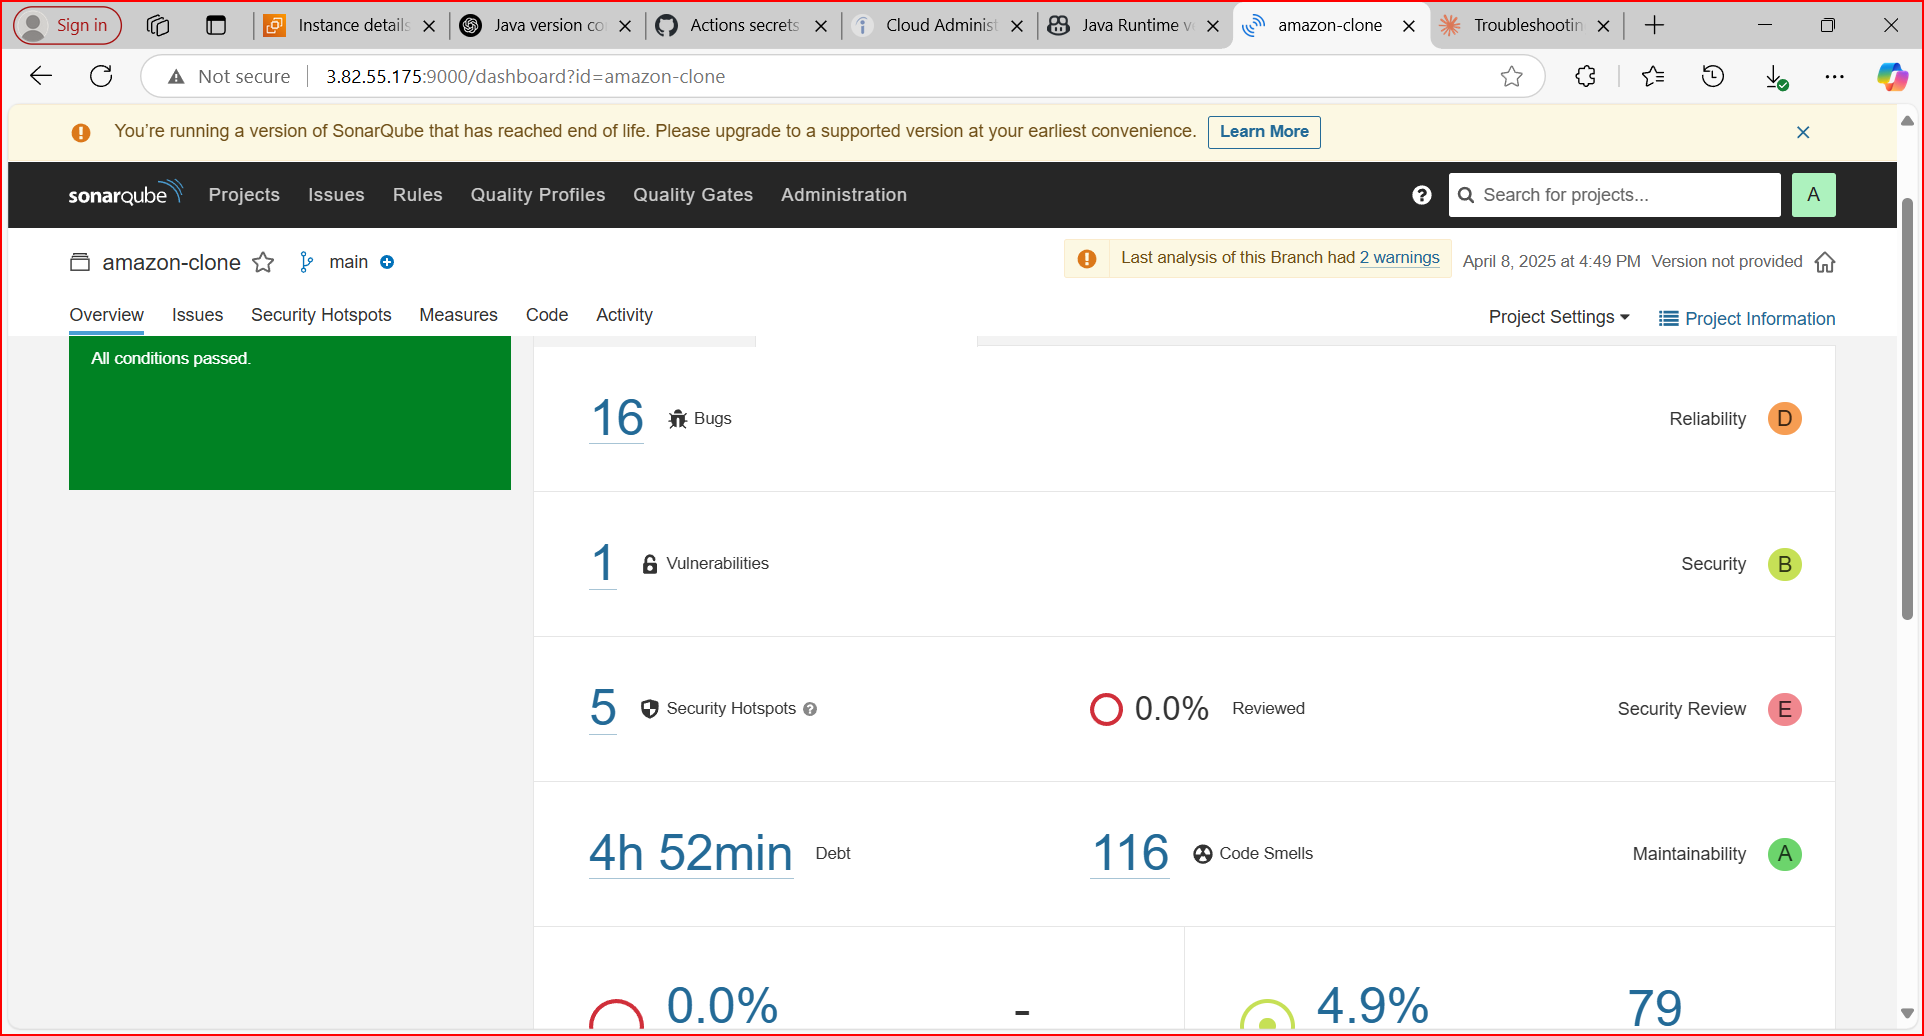 Sign in
Instance details
Java version co
Actions secrets
Cloud Administ
Java Runtime v
amazon-clone
Troubleshootin
Not secure
3.82.55.175:9000/dashboard?id=amazon-clone
You're running a version of SonarQube that has reached end of life. Please upgrade to a supported version at your earliest convenience. Learn More
sonarqube Projects Issues Rules Quality Profiles Quality Gates Administration
Search for projects...
A
amazon-clone main
Last analysis of this Branch had 2 warnings
April 8, 2025 at 4:49 PM Version not provided
Overview Issues Security Hotspots Measures Code Activity
Project Settings Project Information
All conditions passed.
16 Bugs Reliability D
1 Vulnerabilities Security B
5 Security Hotspots ? 0.0% Reviewed Security Review E
4h 52min Debt 116 Code Smells Maintainability A
0.0% - 4.9% 79